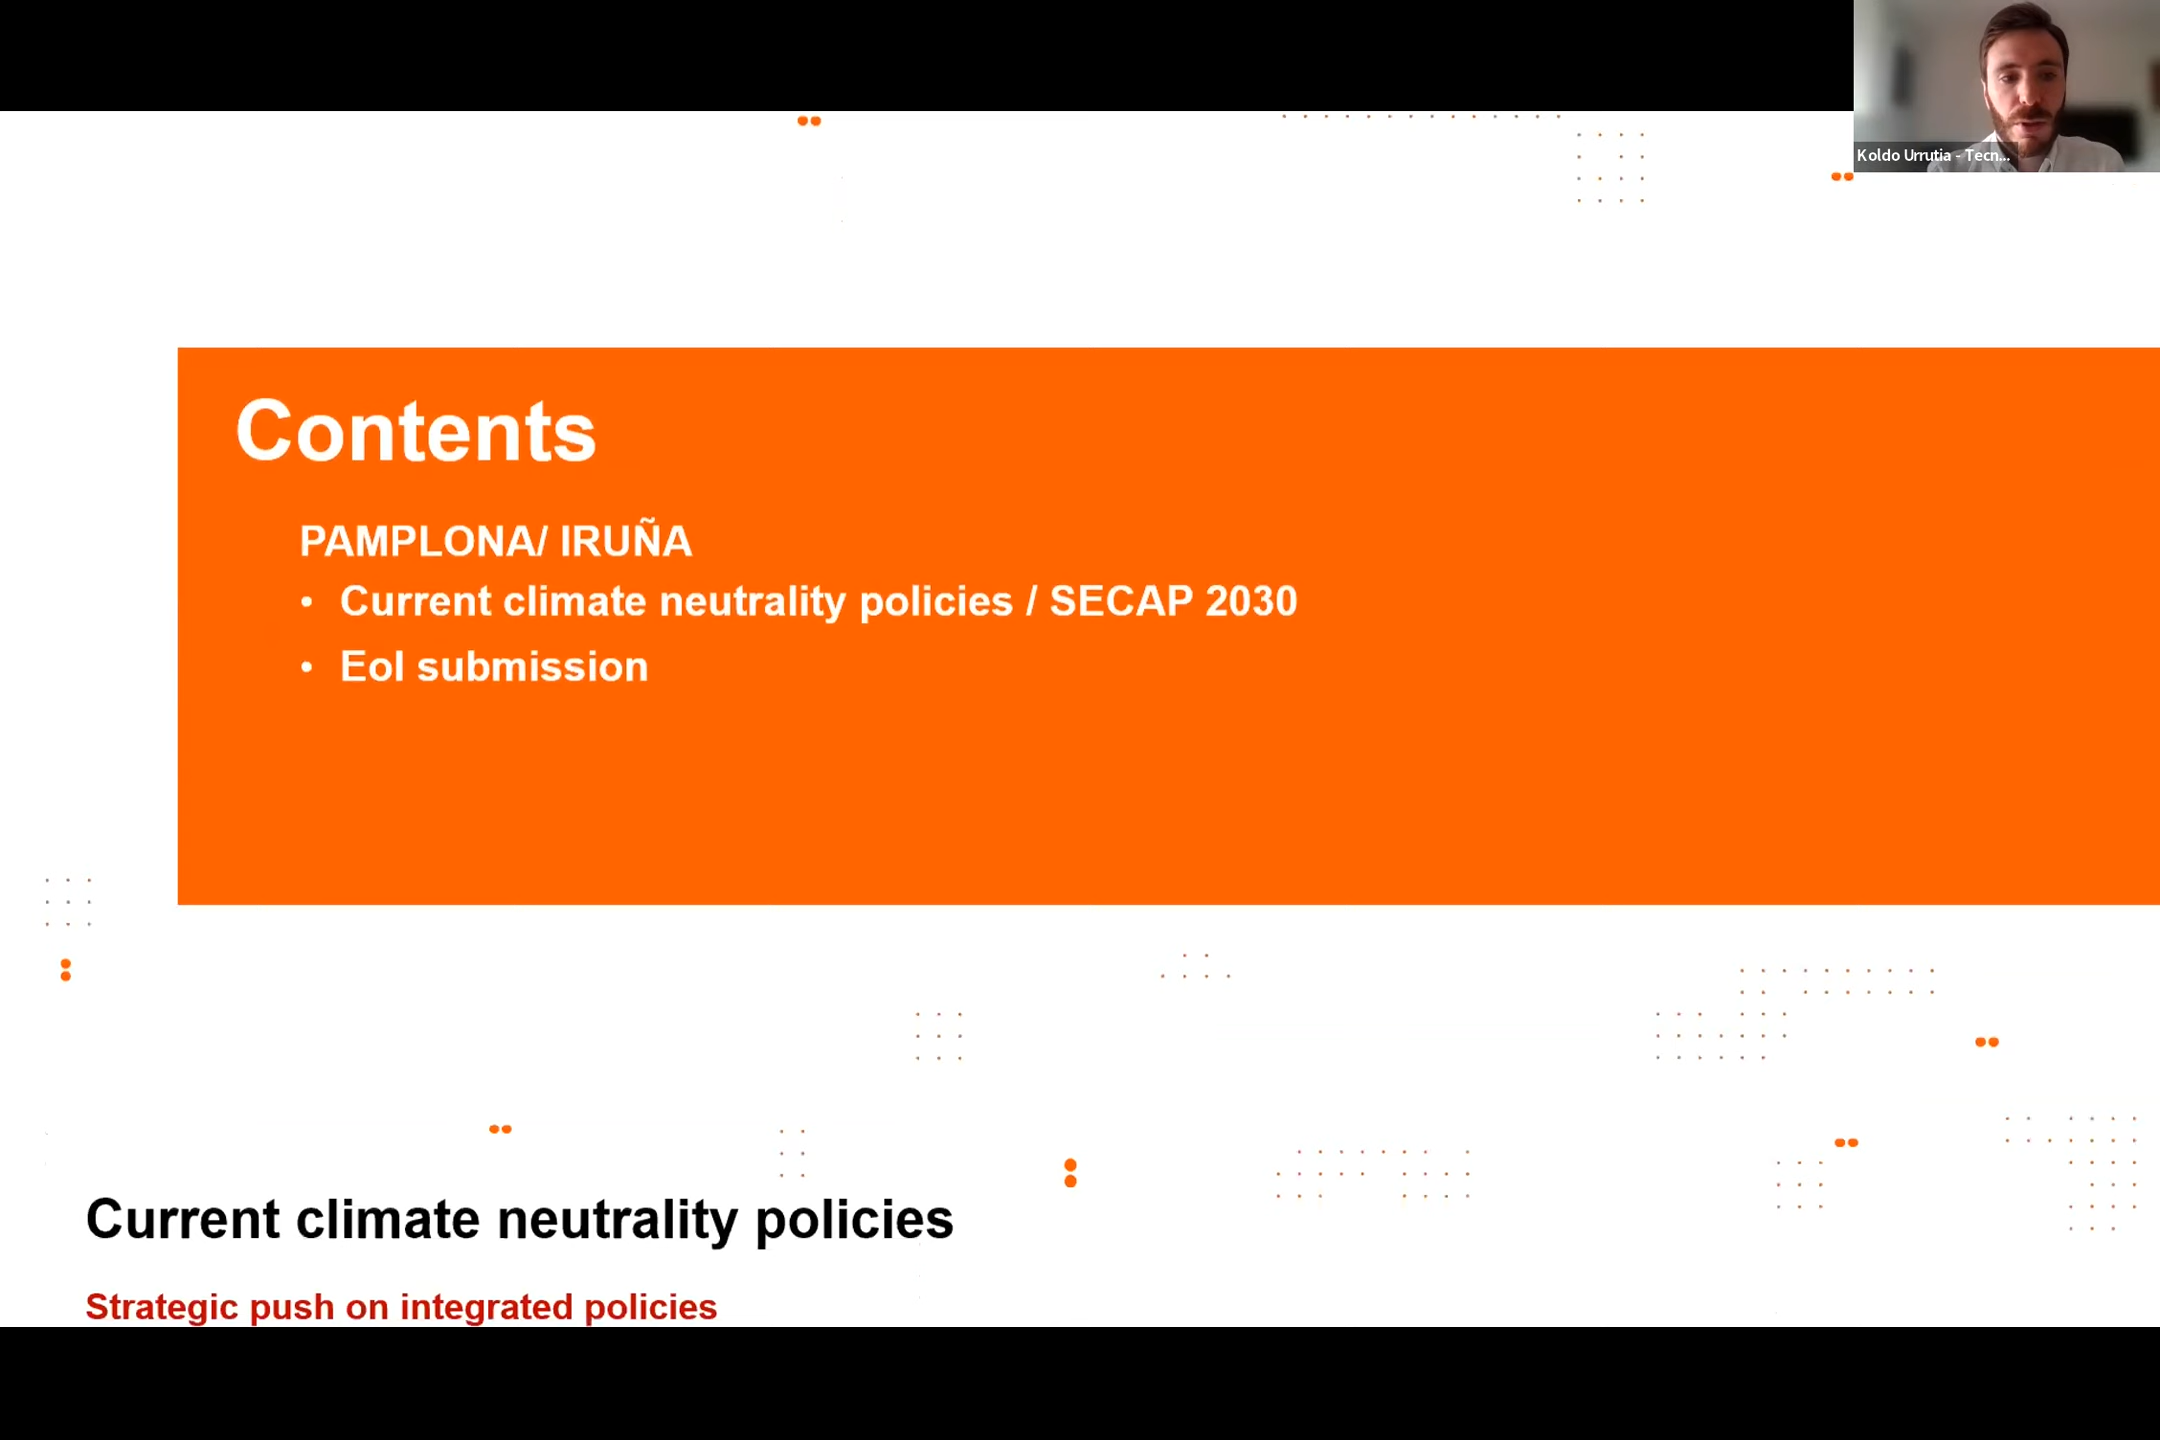 Koldo Urrutia - Tecn...
Contents
PAMPLONA/ IRUÑA
• Current climate neutrality policies / SECAP 2030
• EoI submission
Current climate neutrality policies
Strategic push on integrated policies